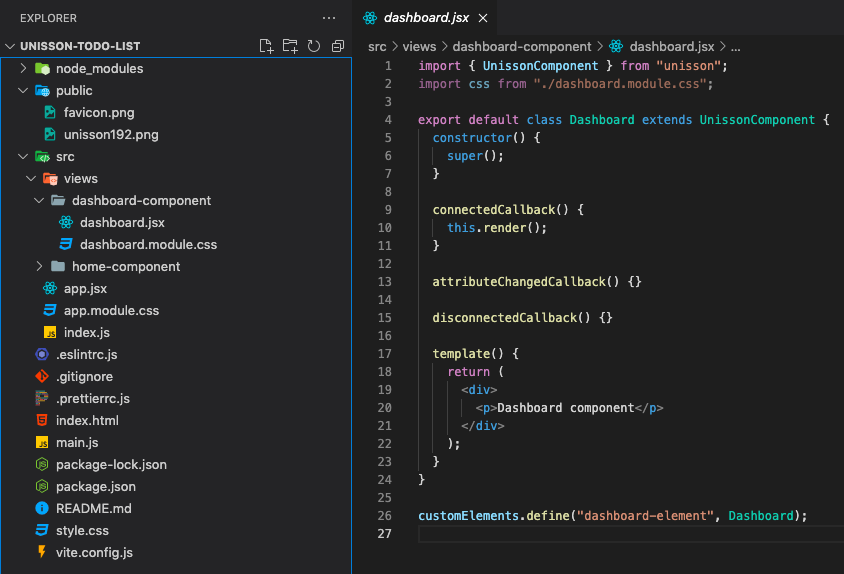 EXPLORER
UNISSON-TODO-LIST
node_modules
public
favicon.png
unisson192.png
src
views
dashboard-component
dashboard.jsx
dashboard.module.css
home-component
app.jsx
app.module.css
index.js
.eslintrc.js
.gitignore
.prettierrc.js
index.html
main.js
package-lock.json
package.json
README.md
style.css
vite.config.js
dashboard.jsx
src > views > dashboard-component > dashboard.jsx > ...
1 import { UnissonComponent } from "unisson";
2 import css from "./dashboard.module.css";
3
4 export default class Dashboard extends UnissonComponent {
5   constructor() {
6     super();
7   }
8
9   connectedCallback() {
10     this.render();
11   }
12
13   attributeChangedCallback() {}
14
15   disconnectedCallback() {}
16
17   template() {
18     return (
19       <div>
20         <p>Dashboard component</p>
21       </div>
22     );
23   }
24 }
25
26 customElements.define("dashboard-element", Dashboard);
27